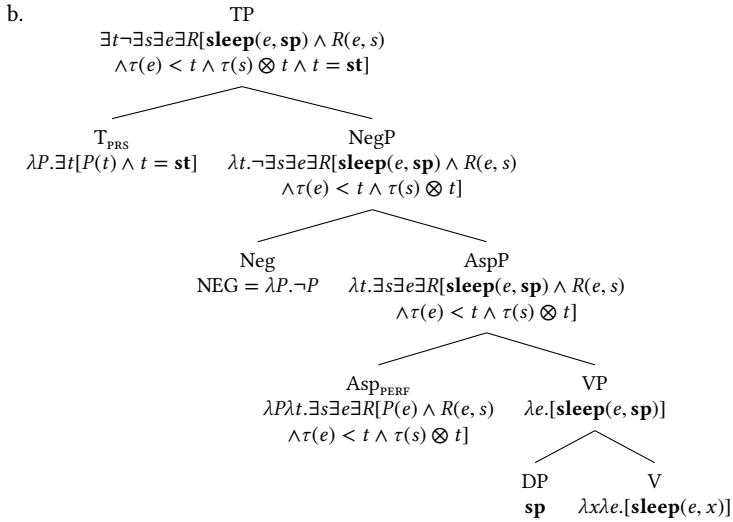 b.
TP
∃t¬∃s∃e∃R[sleep(e, sp) ∧ R(e, s)
∧τ(e) < t ∧ τ(s) ⊗ t ∧ t = st]
T_PRS
λP.∃t[P(t) ∧ t = st]
NegP
λt.¬∃s∃e∃R[sleep(e, sp) ∧ R(e, s)
∧τ(e) < t ∧ τ(s) ⊗ t]
Neg
NEG = λP.¬P
AspP
λt.∃s∃e∃R[sleep(e, sp) ∧ R(e, s)
∧τ(e) < t ∧ τ(s) ⊗ t]
Asp_PERF
λPλt.∃s∃e∃R[P(e) ∧ R(e, s)
∧τ(e) < t ∧ τ(s) ⊗ t]
VP
λe.[sleep(e, sp)]
DP
sp
V
λxλe.[sleep(e, x)]